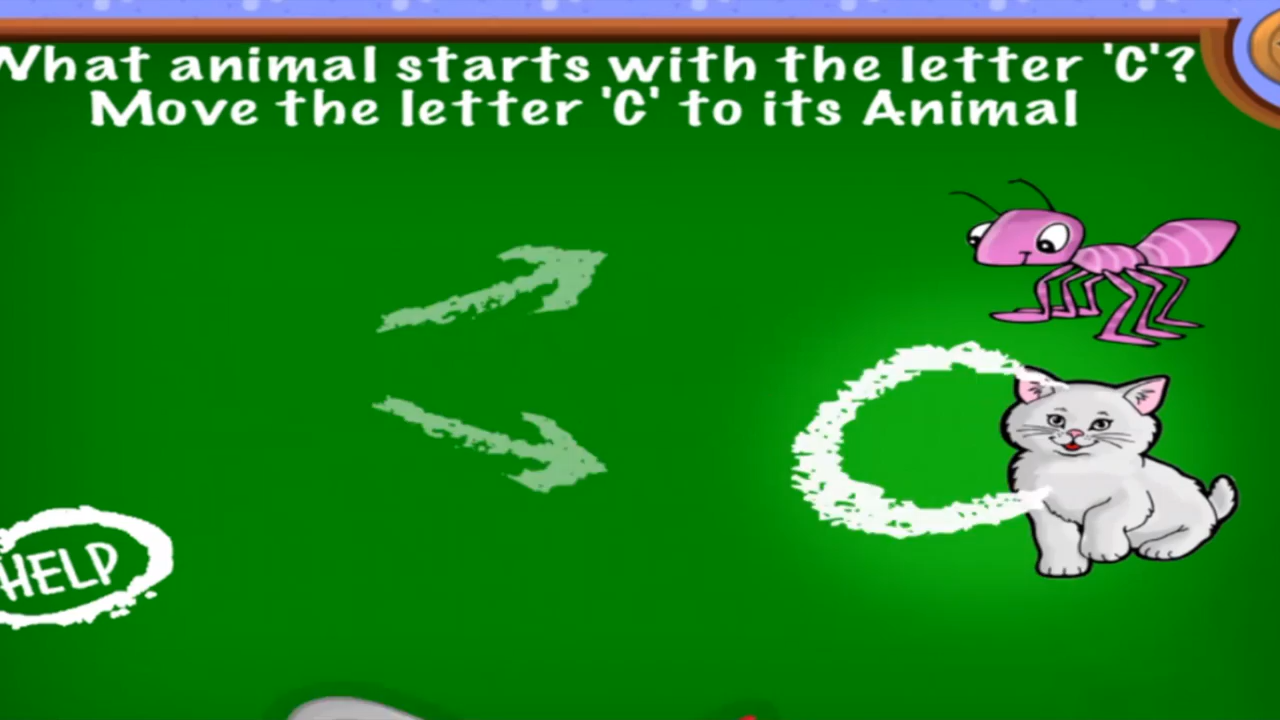 What animal starts with the letter 'C'?
Move the letter 'C' to its Animal
C
HELP